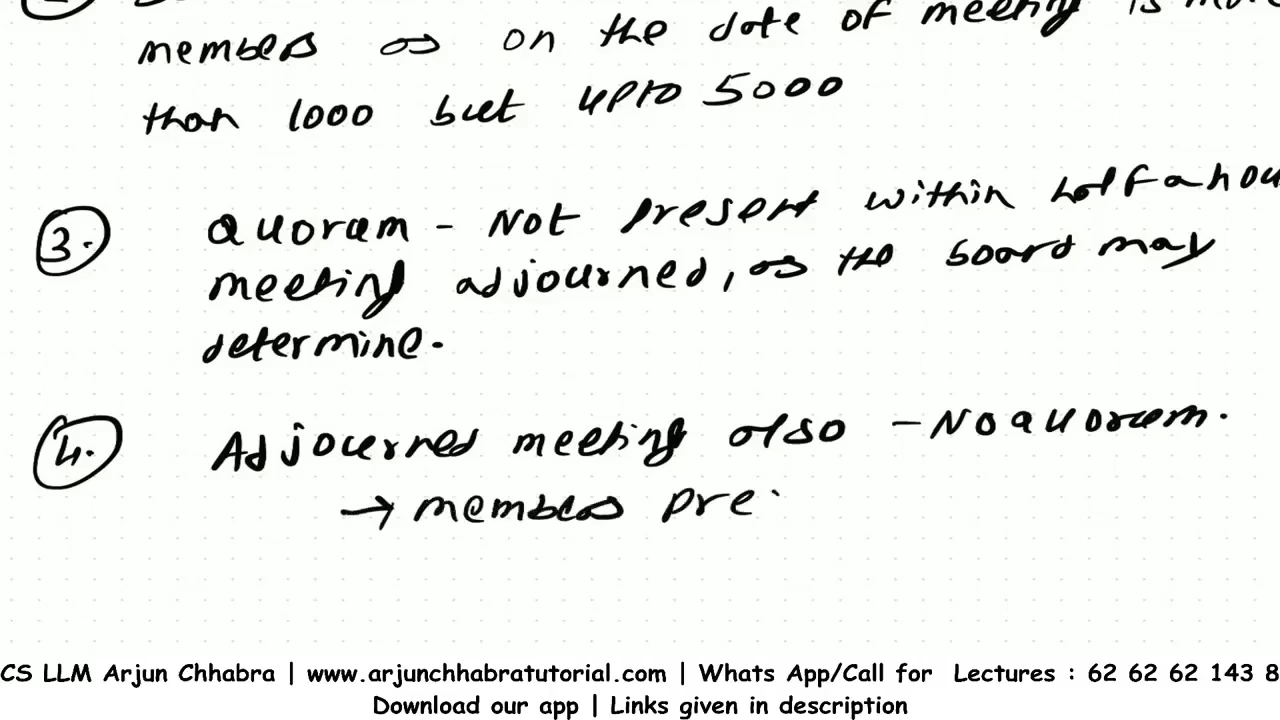 of meeting is more
members as on the date
than 1000 but upto 5000
3. Quoram - Not present within half a hou
meeting adjourned, as the board may
determine.
4. Adjourned meeting also - No quoram.
→ members pre
CS LLM Arjun Chhabra | www.arjunchhabratutorial.com | Whats App/Call for Lectures : 62 62 62 143 8
Download our app | Links given in description